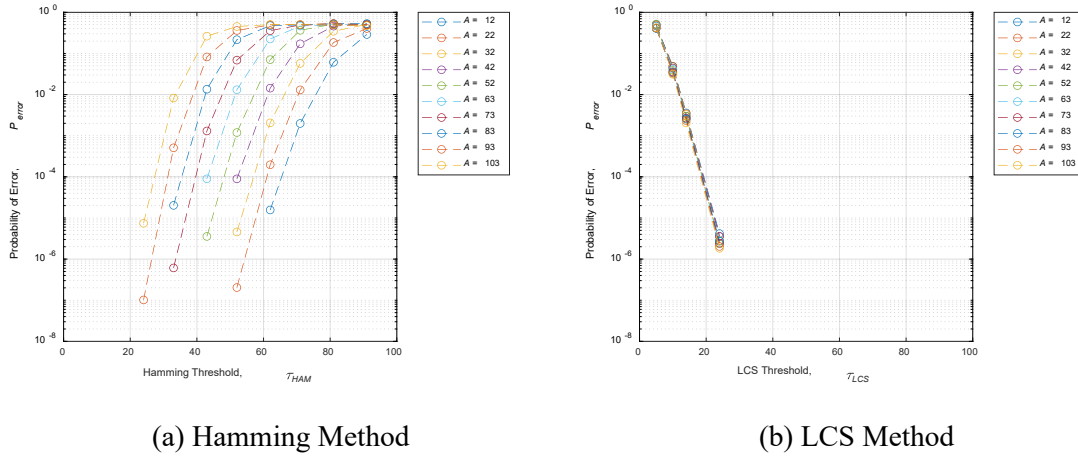 10^0
10^-2
10^-4
10^-6
10^-8
Probability of Error, P_error
0 20 40 60 80 100
Hamming Threshold, τ_HAM
A = 12
A = 22
A = 32
A = 42
A = 52
A = 63
A = 73
A = 83
A = 93
A = 103
(a) Hamming Method
10^0
10^-2
10^-4
10^-6
10^-8
Probability of Error, P_error
0 20 40 60 80 100
LCS Threshold, τ_LCS
A = 12
A = 22
A = 32
A = 42
A = 52
A = 63
A = 73
A = 83
A = 93
A = 103
(b) LCS Method